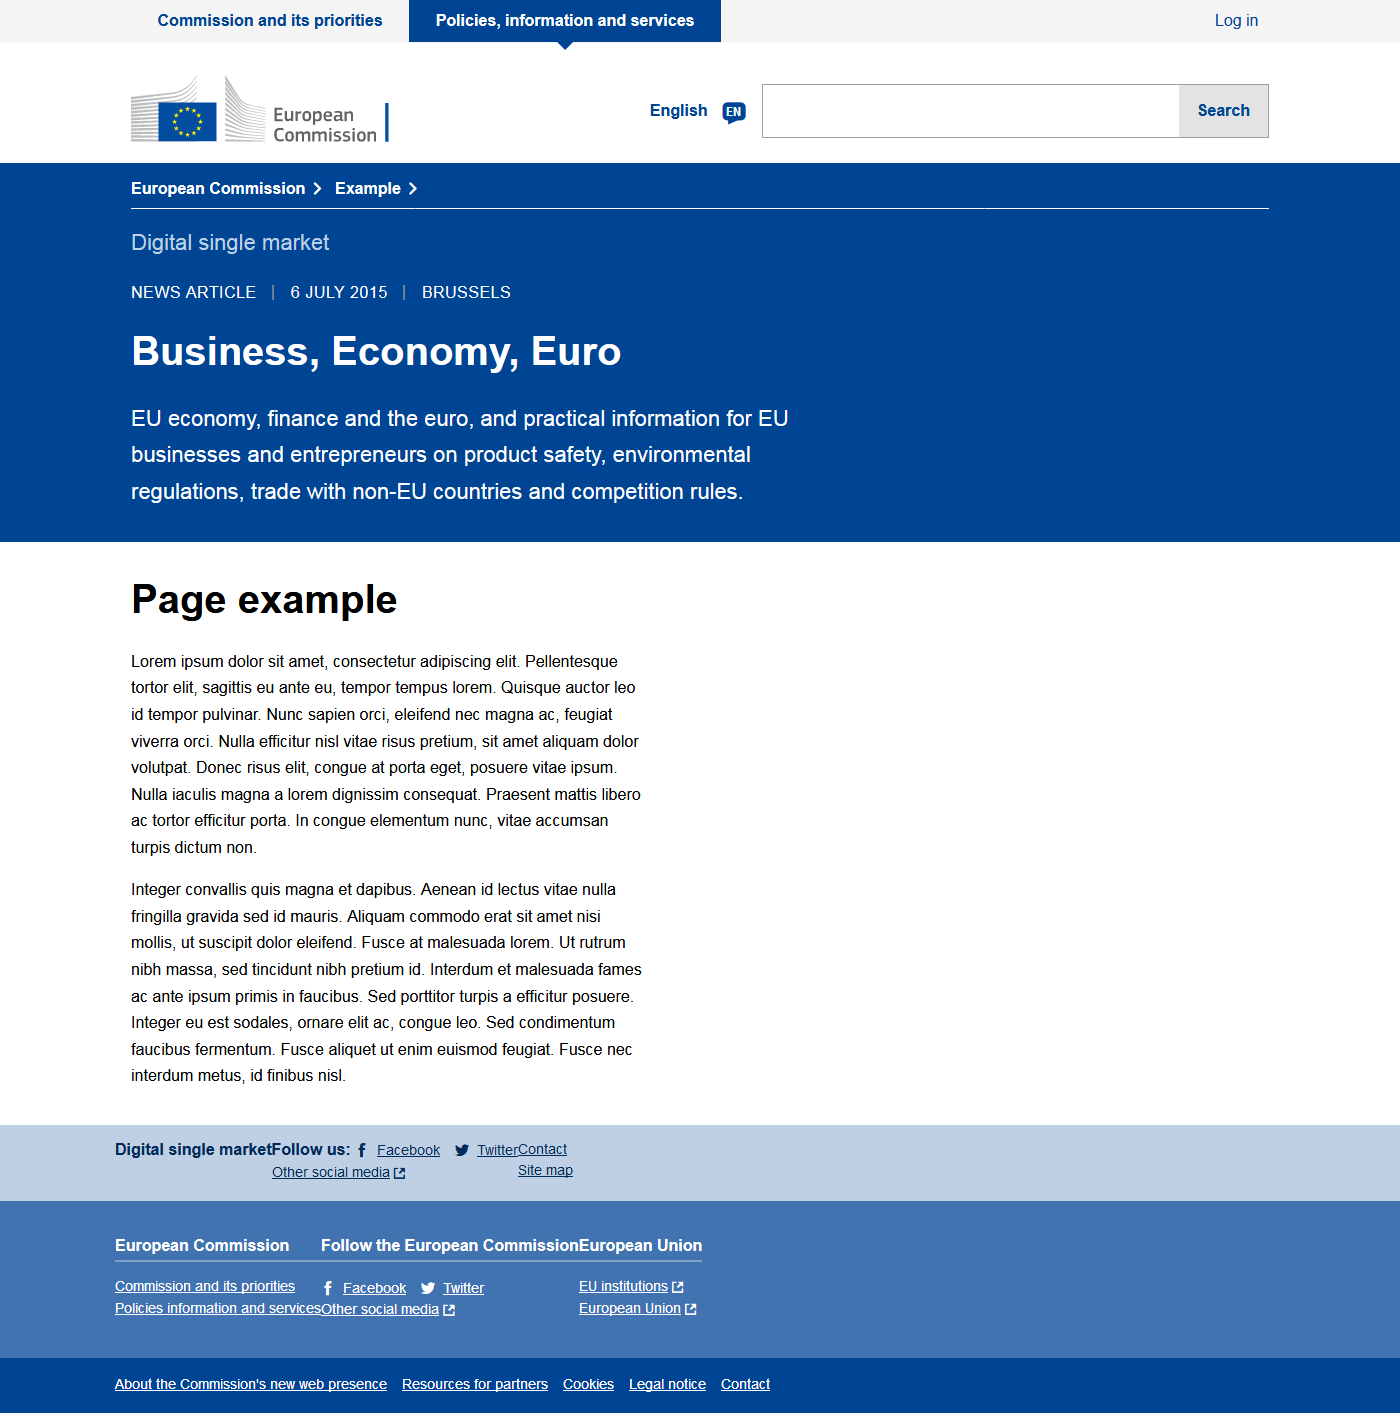 Commission and its priorities
Policies, information and services
Log in
European
Commission
English
EN
Search
European Commission
Example
Digital single market
NEWS ARTICLE | 6 JULY 2015 | BRUSSELS
Business, Economy, Euro
EU economy, finance and the euro, and practical information for EU
businesses and entrepreneurs on product safety, environmental
regulations, trade with non-EU countries and competition rules.
Page example
Lorem ipsum dolor sit amet, consectetur adipiscing elit. Pellentesque
tortor elit, sagittis eu ante eu, tempor tempus lorem. Quisque auctor leo
id tempor pulvinar. Nunc sapien orci, eleifend nec magna ac, feugiat
viverra orci. Nulla efficitur nisl vitae risus pretium, sit amet aliquam dolor
volutpat. Donec risus elit, congue at porta eget, posuere vitae ipsum.
Nulla iaculis magna a lorem dignissim consequat. Praesent mattis libero
ac tortor efficitur porta. In congue elementum nunc, vitae accumsan
turpis dictum non.
Integer convallis quis magna et dapibus. Aenean id lectus vitae nulla
fringilla gravida sed id mauris. Aliquam commodo erat sit amet nisi
mollis, ut suscipit dolor eleifend. Fusce at malesuada lorem. Ut rutrum
nibh massa, sed tincidunt nibh pretium id. Interdum et malesuada fames
ac ante ipsum primis in faucibus. Sed porttitor turpis a efficitur posuere.
Integer eu est sodales, ornare elit ac, congue leo. Sed condimentum
faucibus fermentum. Fusce aliquet ut enim euismod feugiat. Fusce nec
interdum metus, id finibus nisl.
Digital single market
Follow us: Facebook Twitter
Other social media
Contact
Site map
European Commission
Commission and its priorities
Policies information and services
Follow the European Commission
Facebook Twitter
Other social media
European Union
EU institutions
European Union
About the Commission's new web presence Resources for partners Cookies Legal notice Contact